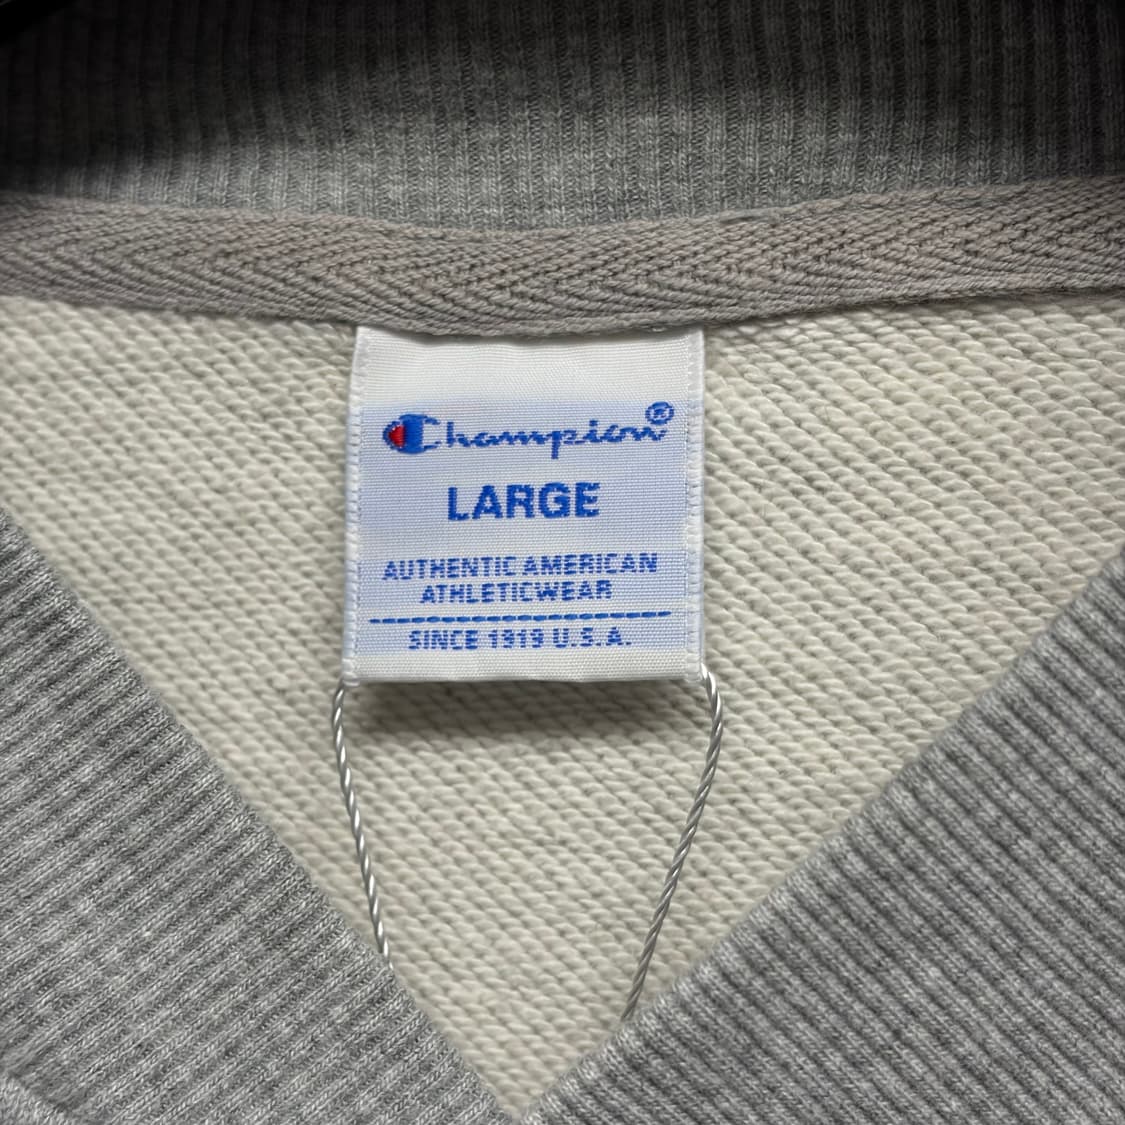 Champion®
LARGE
AUTHENTIC AMERICAN
ATHLETICWEAR
SINCE 1919 U.S.A.